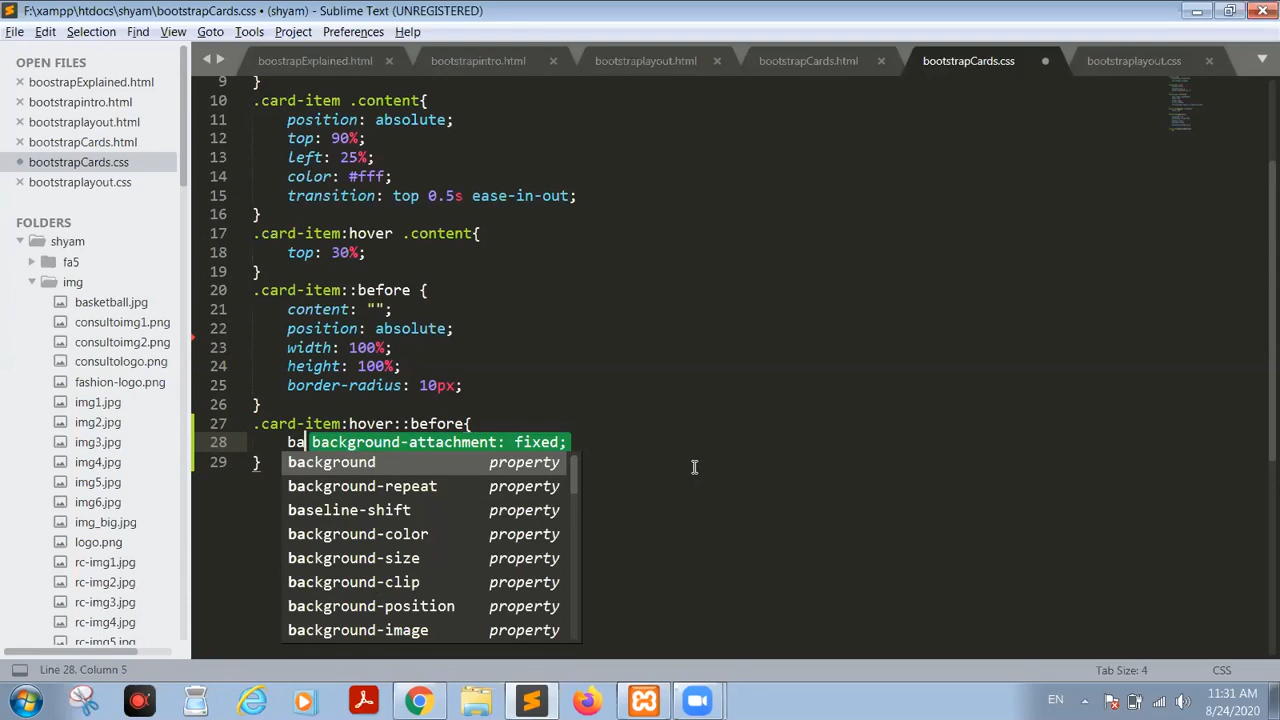 F:\xampp\htdocs\shyam\bootstrapCards.css • (shyam) - Sublime Text (UNREGISTERED)
File Edit Selection Find View Goto Tools Project Preferences Help
OPEN FILES
boostrapExplained.html
bootstrapintro.html
bootstraplayout.html
bootstrapCards.html
bootstrapCards.css
bootstraplayout.css
FOLDERS
shyam
fa5
img
basketball.jpg
consultoimg1.png
consultoimg2.png
consultologo.png
fashion-logo.png
img1.jpg
img2.jpg
img3.jpg
img4.jpg
img5.jpg
img6.jpg
img_big.jpg
logo.png
rc-img1.jpg
rc-img2.jpg
rc-img3.jpg
rc-img4.jpg
rc-img5.jpg
boostrapExplained.html bootstrapintro.html bootstraplayout.html bootstrapCards.html bootstrapCards.css bootstraplayout.css
9 }
10 .card-item .content{
11 position: absolute;
12 top: 90%;
13 left: 25%;
14 color: #fff;
15 transition: top 0.5s ease-in-out;
16 }
17 .card-item:hover .content{
18 top: 30%;
19 }
20 .card-item::before {
21 content: "";
22 position: absolute;
23 width: 100%;
24 height: 100%;
25 border-radius: 10px;
26 }
27 .card-item:hover::before{
28 ba background-attachment: fixed;
29 }
background property
background-repeat property
baseline-shift property
background-color property
background-size property
background-clip property
background-position property
background-image property
Line 28, Column 5
Tab Size: 4 CSS
EN
11:31 AM
8/24/2020